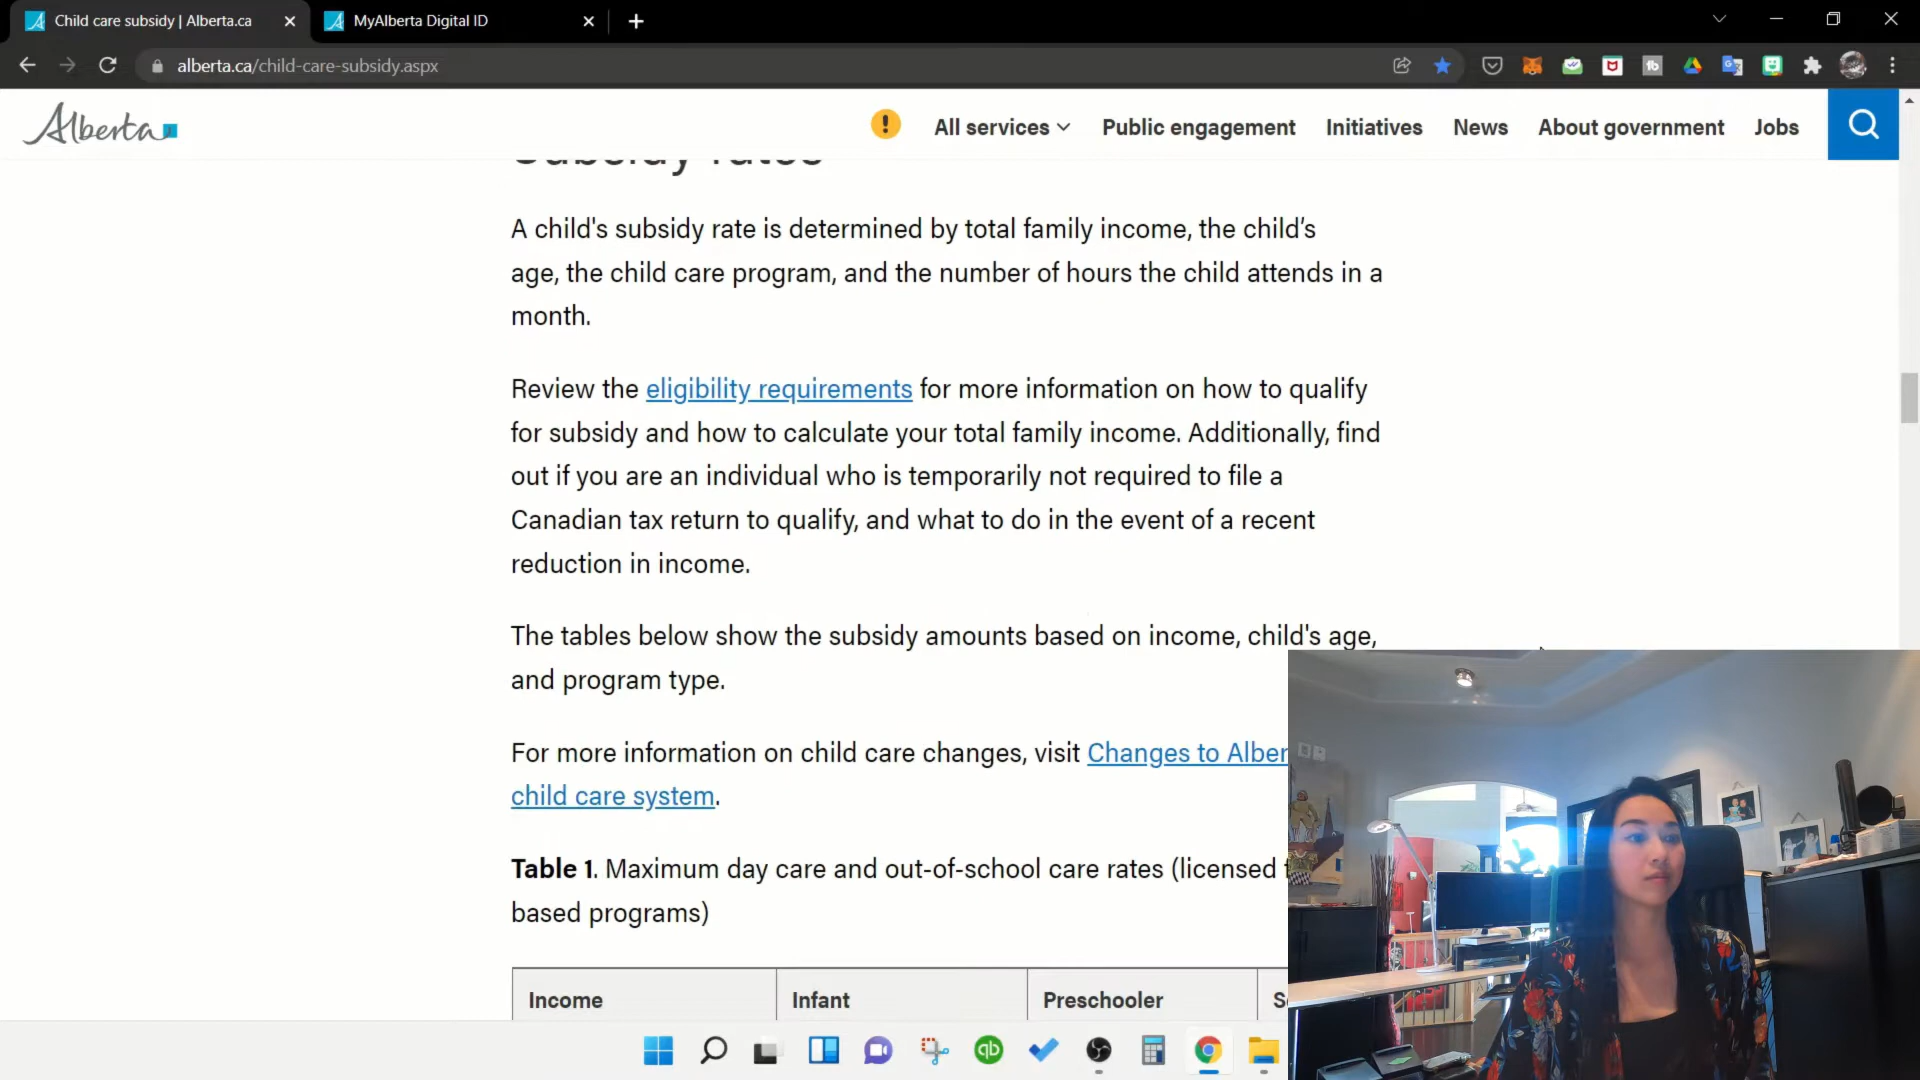 Child care subsidy | Alberta.ca
MyAlberta Digital ID
alberta.ca/child-care-subsidy.aspx
Alberta
All services
Public engagement
Initiatives
News
About government
Jobs
Subsidy rates
A child's subsidy rate is determined by total family income, the child's
age, the child care program, and the number of hours the child attends in a
month.
Review the eligibility requirements for more information on how to qualify
for subsidy and how to calculate your total family income. Additionally, find
out if you are an individual who is temporarily not required to file a
Canadian tax return to qualify, and what to do in the event of a recent
reduction in income.
The tables below show the subsidy amounts based on income, child's age,
and program type.
For more information on child care changes, visit Changes to Alber
child care system.
Table 1. Maximum day care and out-of-school care rates (licensed f
based programs)
Income
Infant
Preschooler